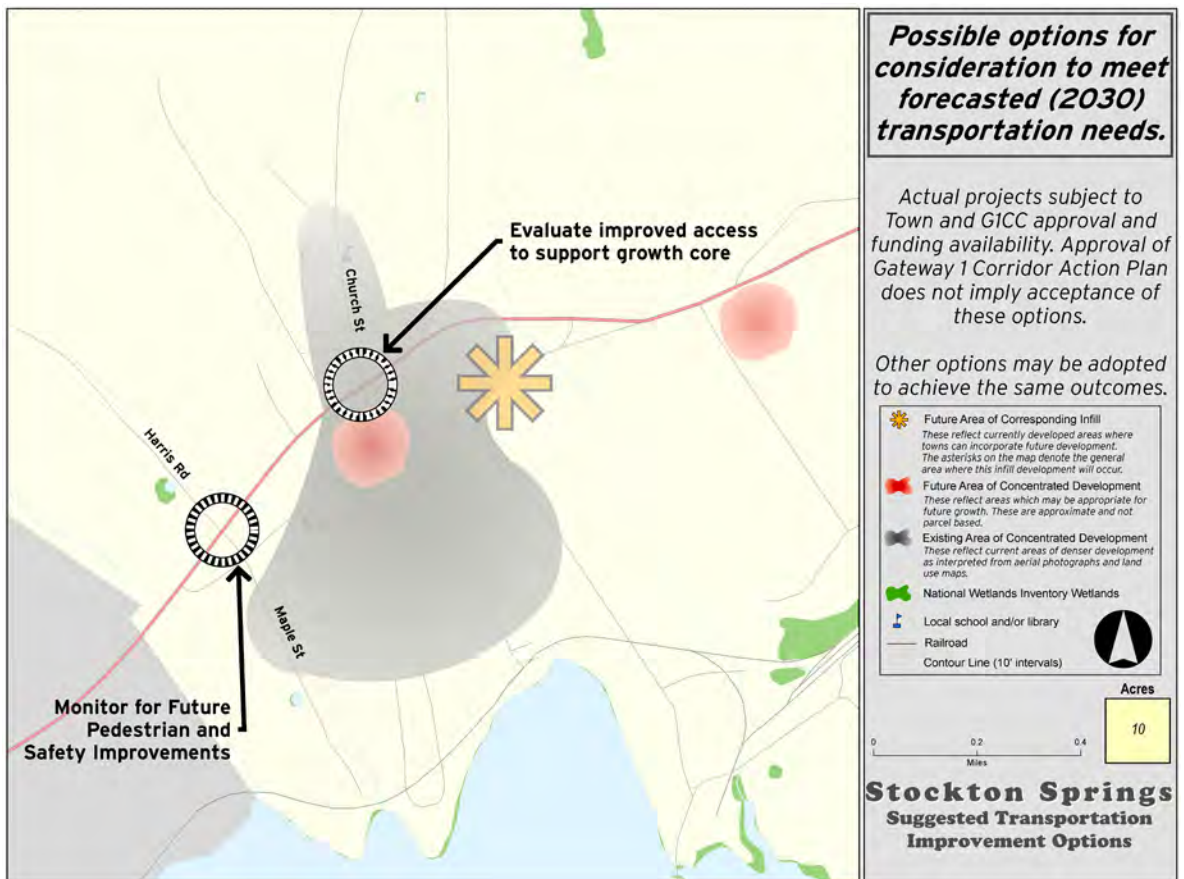 Possible options for
consideration to meet
forecasted (2030)
transportation needs.
Actual projects subject to
Town and G1CC approval and
funding availability. Approval of
Gateway 1 Corridor Action Plan
does not imply acceptance of
these options.
Other options may be adopted
to achieve the same outcomes.
Future Area of Corresponding Infill
These reflect currently developed areas where
towns can incorporate future development.
The asterisks on the map denote the general
area where this infill development will occur.
Future Area of Concentrated Development
These reflect areas which may be appropriate for
future growth. These are approximate and not
parcel based.
Existing Area of Concentrated Development
These reflect current areas of denser development
as interpreted from aerial photographs and land
use maps.
National Wetlands Inventory Wetlands
Local school and/or library
Railroad
Contour Line (10' intervals)
Acres
10
0 0.2 0.4
Miles
Stockton Springs
Suggested Transportation
Improvement Options
Evaluate improved access
to support growth core
Church St
Harris Rd
Maple St
Monitor for Future
Pedestrian and
Safety Improvements